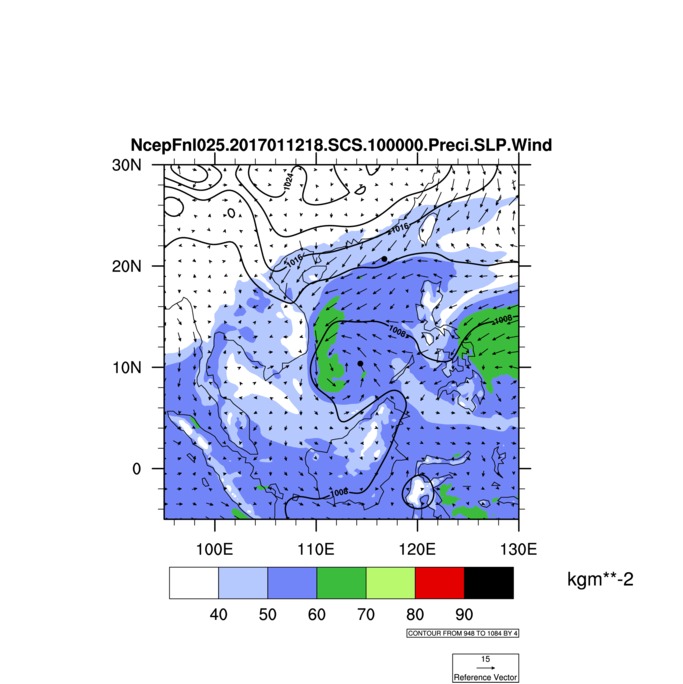 NcepFnl025.2017011218.SCS.100000.Preci.SLP.Wind
30N
1024
1016
1016
20N
1008
1008
10N
0
1008
100E 110E 120E 130E
kgm**-2
40 50 60 70 80 90
CONTOUR FROM 948 TO 1084 BY 4
15
Reference Vector